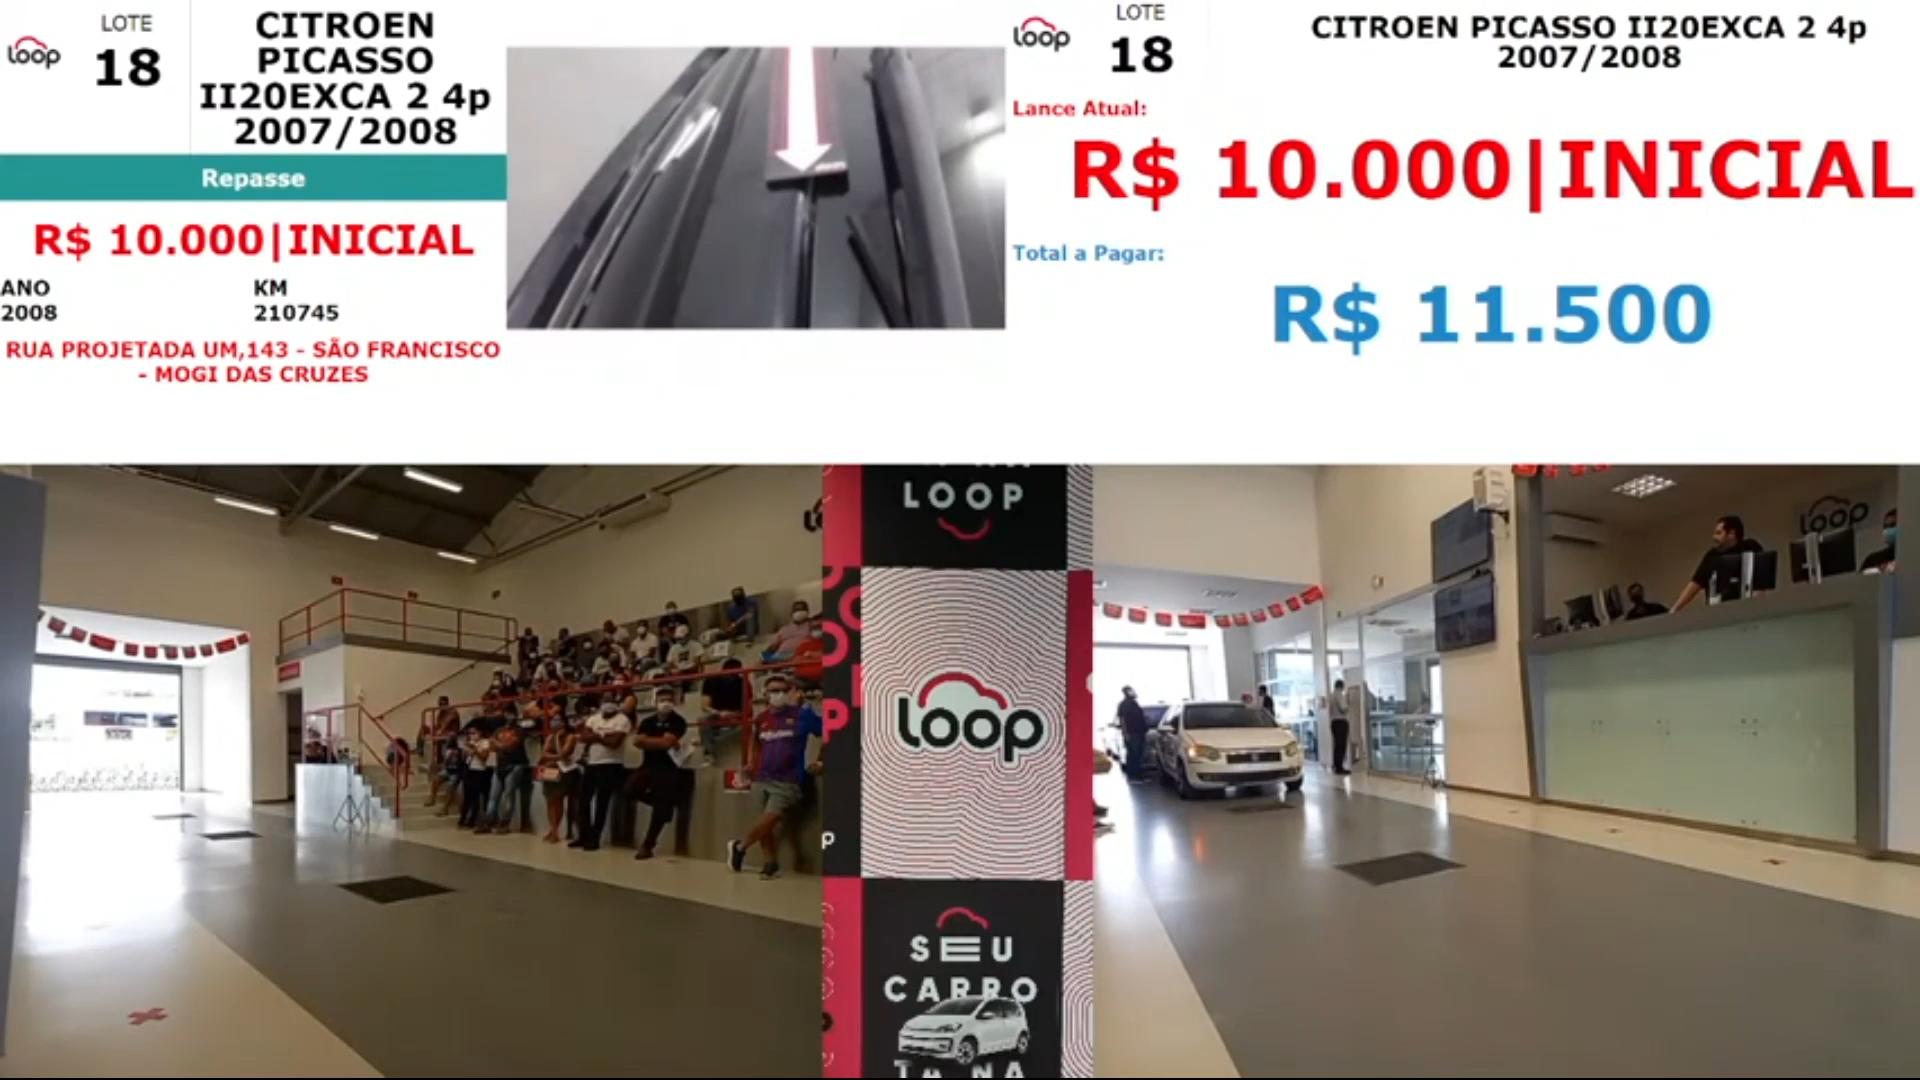 loop
LOTE
18
CITROEN
PICASSO
II20EXCA 2 4p
2007/2008
Repasse
R$ 10.000|INICIAL
ANO
2008
KM
210745
RUA PROJETADA UM,143 - SÃO FRANCISCO
- MOGI DAS CRUZES
loop
LOTE
18
CITROEN PICASSO II20EXCA 2 4p
2007/2008
Lance Atual:
R$ 10.000|INICIAL
Total a Pagar:
R$ 11.500
LOOP
loop
SEU
CARRO
TA NA
loop